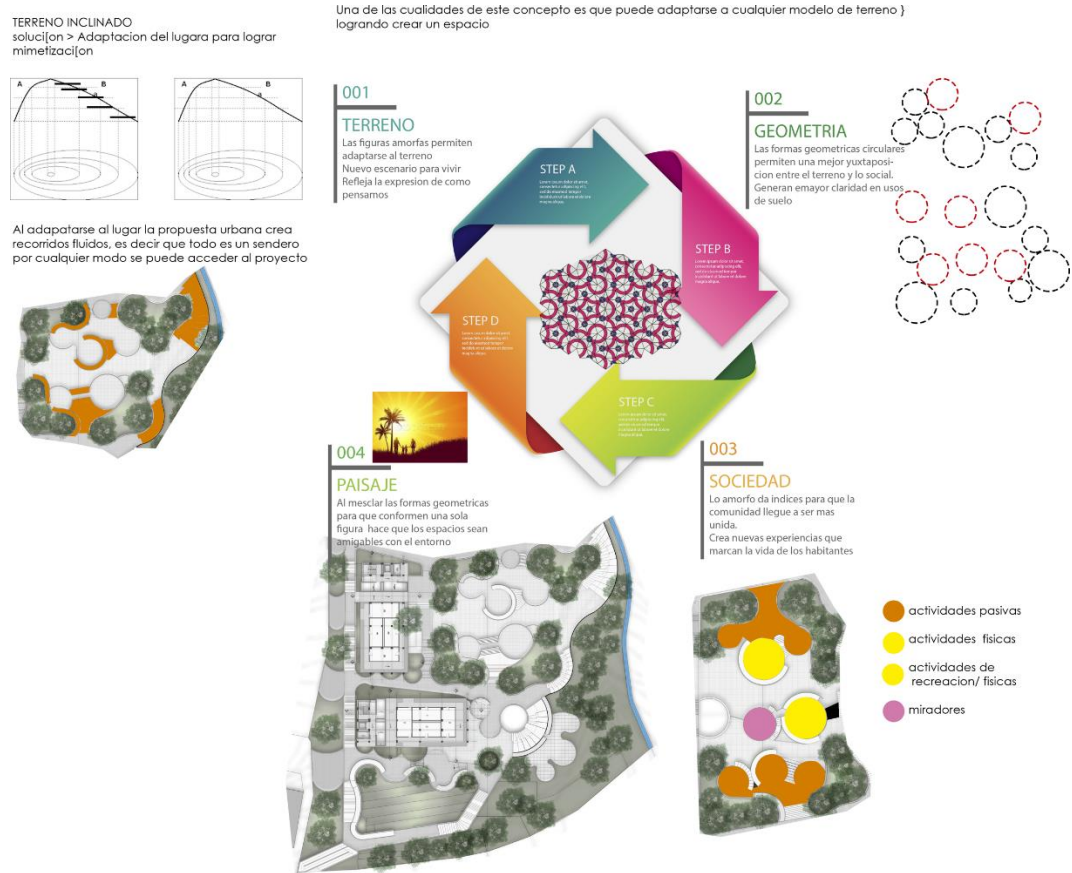 Una de las cualidades de este concepto es que puede adaptarse a cualquier modelo de terreno }
logrando crear un espacio
TERRENO INCLINADO
soluci[on > Adaptacion del lugara para lograr
mimetizaci[on
A
B
a
A
B
a
Al adapatarse al lugar la propuesta urbana crea
recorridos fluidos, es decir que todo es un sendero
por cualquier modo se puede acceder al proyecto
001
TERRENO
Las figuras amorfas permiten
adaptarse al terreno
Nuevo escenario para vivir
Refleja la expresion de como
pensamos
002
GEOMETRIA
Las formas geometricas circulares
permiten una mejor yuxtaposi-
cion entre el terreno y lo social.
Generan emayor claridad en usos
de suelo
STEP A
STEP B
STEP D
STEP C
004
PAISAJE
Al mesclar las formas geometricas
para que conformen una sola
figura hace que los espacios sean
amigables con el entorno
003
SOCIEDAD
Lo amorfo da indices para que la
comunidad llegue a ser mas
unida.
Crea nuevas experiencias que
marcan la vida de los habitantes
actividades pasivas
actividades fisicas
actividades de
recreacion/ fisicas
miradores